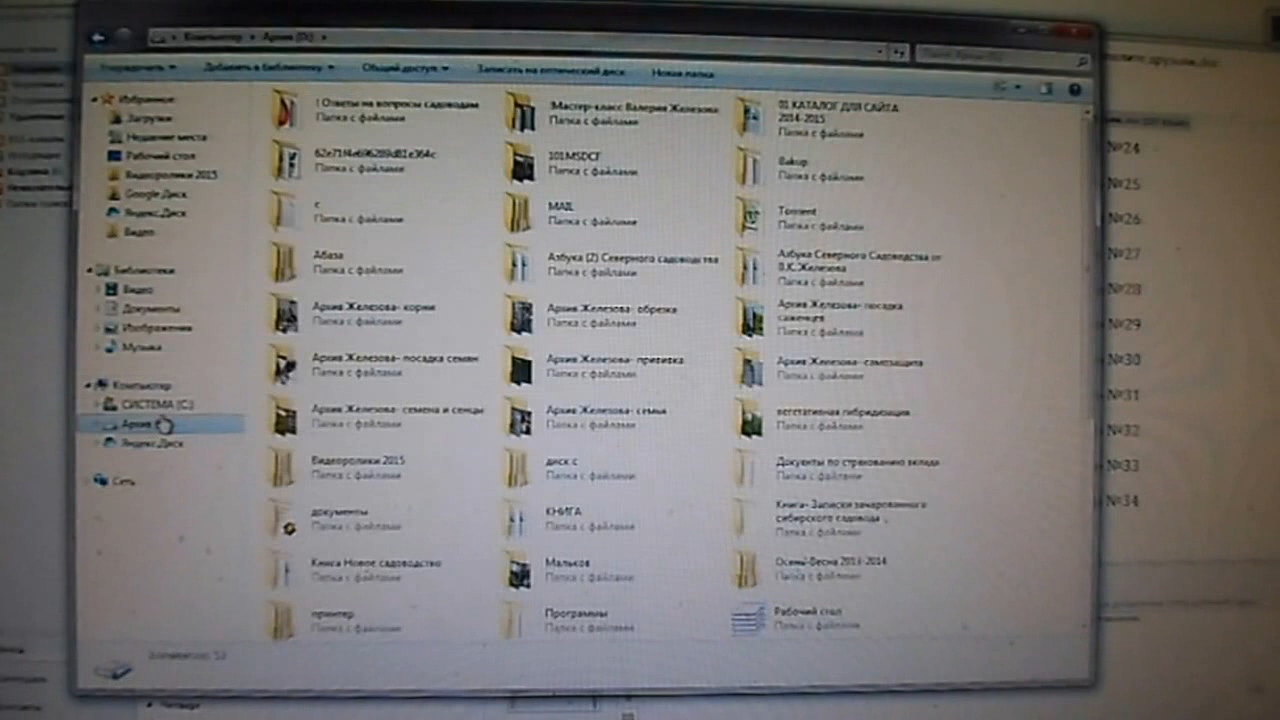 Компьютер ▸ Архив (D:) ▸
Упорядочить Добавить в библиотеку Общий доступ Записать на оптический диск Новая папка
Избранное
Загрузки
Недавние места
Рабочий стол
Видеоролики 2015
Google Диск
Яндекс.Диск
Видео
Библиотеки
Видео
Документы
Изображения
Музыка
Компьютер
СИСТЕМА (C:)
Архив
Яндекс.Диск
Сеть
! Ответы на вопросы садоводам
Папка с файлами
!Мастер-класс Валерия Железова
Папка с файлами
01 КАТАЛОГ ДЛЯ САЙТА
2014-2015
Папка с файлами
Папка с файлами
101MSDCF
Папка с файлами
Bakup
Папка с файлами
с
Папка с файлами
MAIL
Папка с файлами
Torrent
Папка с файлами
Абаза
Папка с файлами
Азбука (2) Северного садоводства
Папка с файлами
Азбука Северного Садоводства от
В.К. Железова
Папка с файлами
Архив Железова- корни
Папка с файлами
Архив Железова- обрезка
Папка с файлами
Архив Железова- посадка
саженцев
Папка с файлами
Архив Железова- посадка семян
Папка с файлами
Архив Железова- прививка
Папка с файлами
Архив Железова- самозащита
Папка с файлами
Архив Железова- семена и сеянцы
Папка с файлами
Архив Железова- семья
Папка с файлами
вегетативная гибридизация
Папка с файлами
Видеоролики 2015
Папка с файлами
диск с
Папка с файлами
Докуенты по страхованию вклада
Папка с файлами
документы
Папка с файлами
КНИГА
Папка с файлами
Книга- Записки зачарованного
сибирского садовода
Папка с файлами
Книга Новое садоводство
Папка с файлами
Мальков
Папка с файлами
Осень-Весна 2013-2014
Папка с файлами
принтер
Папка с файлами
Программы
Папка с файлами
Рабочий стол
Папка с файлами
№24
№25
№26
№27
№28
№29
№30
№31
№32
№33
№34